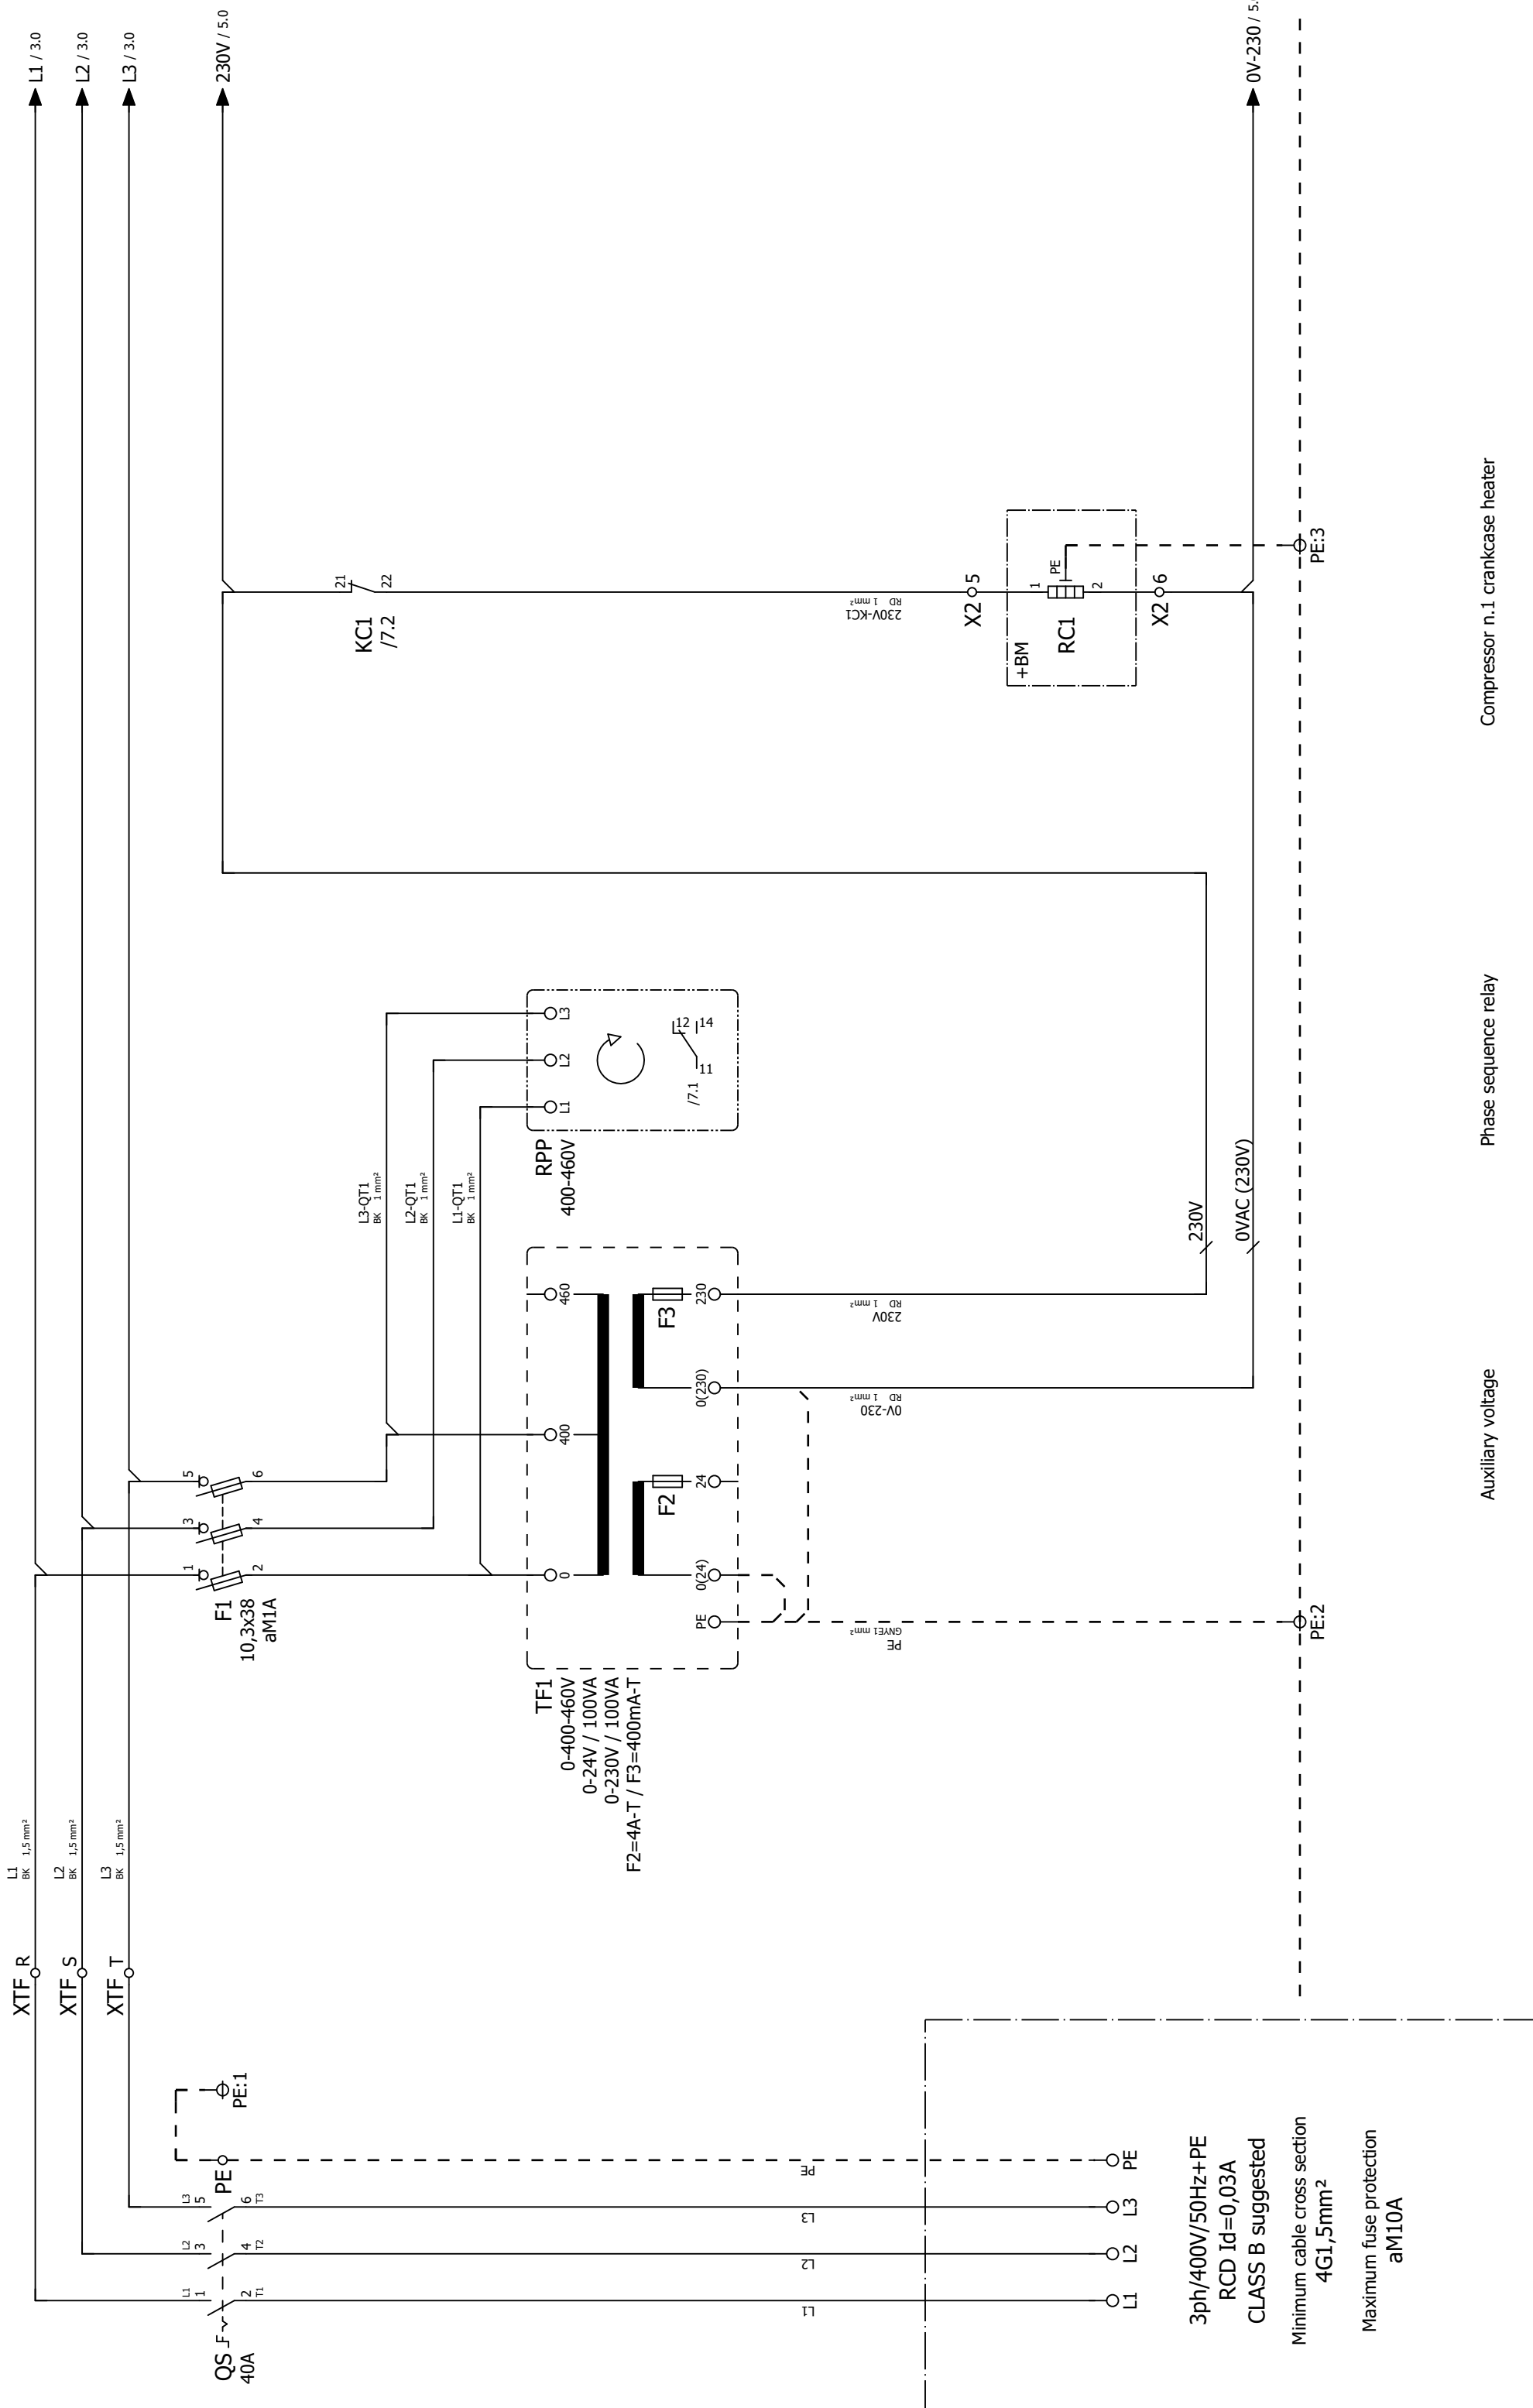 L1 / 3.0
L2 / 3.0
L3 / 3.0
230V / 5.0
L1
BK 1,5 mm²
L2
BK 1,5 mm²
L3
BK 1,5 mm²
XTF R
XTF S
XTF T
PE:1
PE
QS
40A
L1
1
2
T1
L2
3
4
T2
L3
5
6
T3
L1
L2
L3
PE
L1
L2
L3
PE
3ph/400V/50Hz+PE
RCD Id=0,03A
CLASS B suggested
Minimum cable cross section
4G1,5mm²
Maximum fuse protection
aM10A
F1
10,3x38
aM1A
1
2
3
4
5
6
L3-QT1
BK 1 mm²
L2-QT1
BK 1 mm²
L1-QT1
BK 1 mm²
TF1
0-400-460V
0-24V / 100VA
0-230V / 100VA
F2=4A-T / F3=400mA-T
0
400
460
PE
0(24)
F2
24
0(230)
F3
230
PE
GNYE1 mm²
PE:2
0V-230
RD 1 mm²
230V
RD 1 mm²
230V
0VAC (230V)
RPP
400-460V
L1
L2
L3
/7.1
11
12
14
KC1
/7.2
21
22
230V-KC1
RD 1 mm²
X2 5
+BM
RC1
1
2
PE
X2 6
PE:3
0V-230 / 5.
Auxiliary voltage
Phase sequence relay
Compressor n.1 crankcase heater